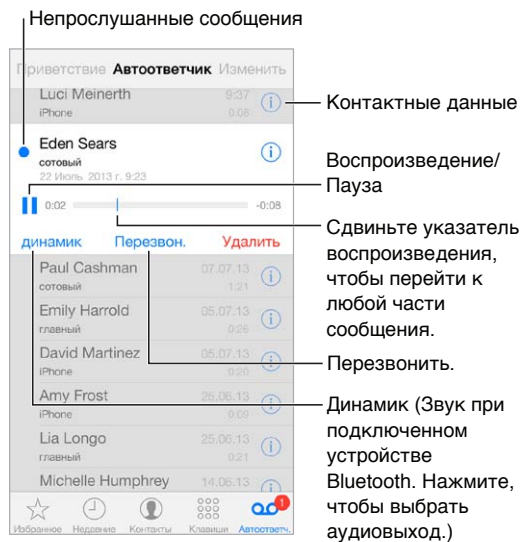 Непрослушанные сообщения
Приветствие Автоответчик Изменить
Luci Meinerth 9:37
iPhone 0:08
Контактные данные
Eden Sears
сотовый
22 Июль 2013 г. 9:23
Воспроизведение/
Пауза
0:02 -0:08
Сдвиньте указатель
воспроизведения,
чтобы перейти к
любой части
сообщения.
динамик Перезвон. Удалить
Paul Cashman 07.07.13
сотовый 1:21
Emily Harrold 05.07.13
главный 0:26
David Martinez 05.07.13
iPhone 0:20
Перезвонить.
Amy Frost 25.06.13
iPhone 0:09
Lia Longo 25.06.13
главный 0:21
Michelle Humphrey 14.06.13
Динамик (Звук при
подключенном
устройстве
Bluetooth. Нажмите,
чтобы выбрать
аудиовыход.)
1
Избранное Недавние Контакты Клавиши Автоответч.